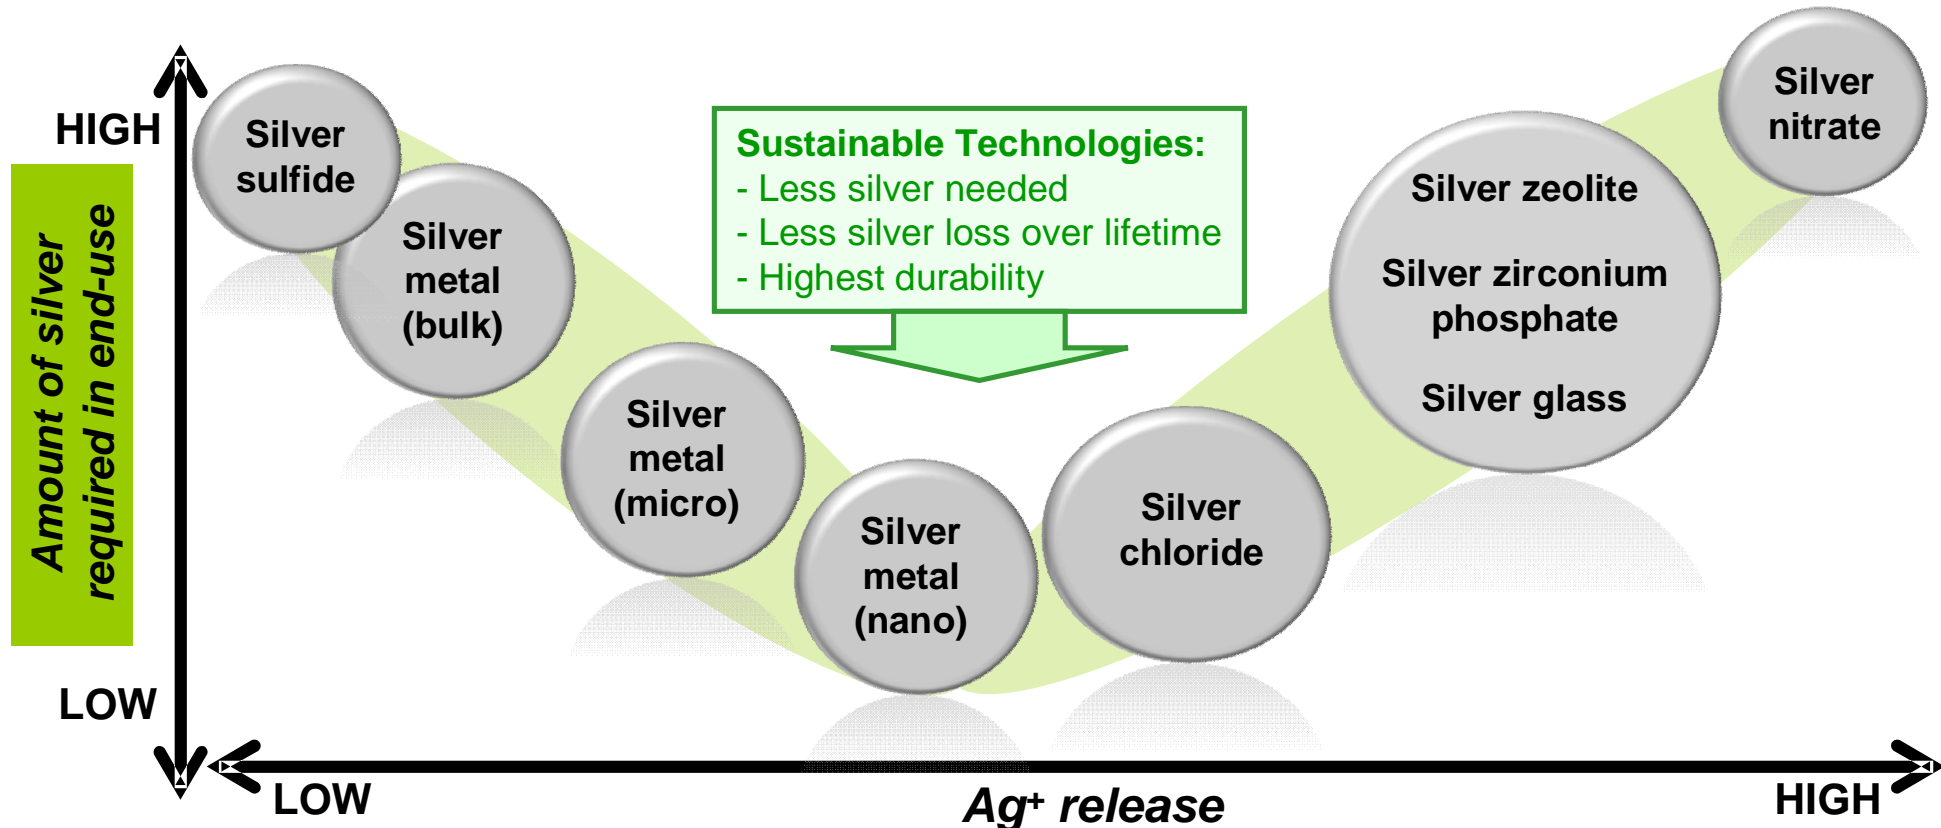 HIGH
Amount of silver
required in end-use
LOW
Silver
sulfide
Silver
metal
(bulk)
Silver
metal
(micro)
Silver
metal
(nano)
Sustainable Technologies:
- Less silver needed
- Less silver loss over lifetime
- Highest durability
Silver
chloride
Silver zeolite
Silver zirconium
phosphate
Silver glass
Silver
nitrate
LOW
Ag⁺ release
HIGH